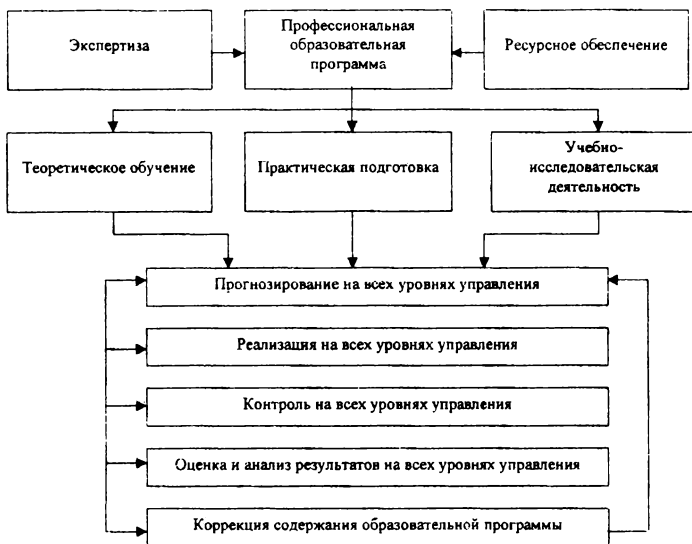 Экспертиза
Профессиональная
образовательная
программа
Ресурсное обеспечение
Теоретическое обучение
Практическая подготовка
Учебно-
исследовательская
деятельность
Прогнозирование на всех уровнях управления
Реализация на всех уровнях управления
Контроль на всех уровнях управления
Оценка и анализ результатов на всех уровнях управления
Коррекция содержания образовательной программы